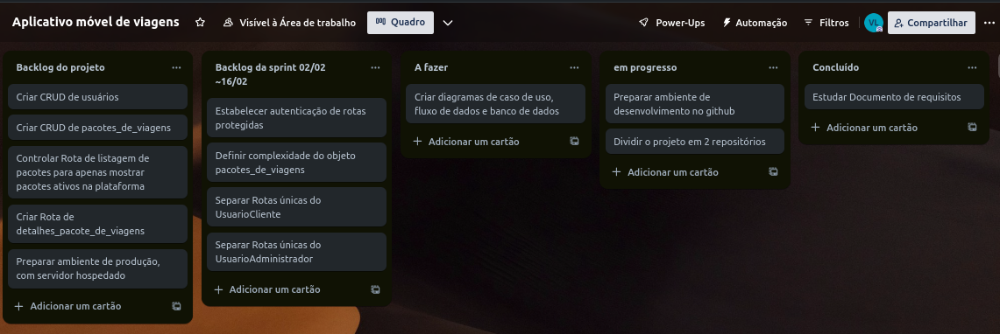 Aplicativo móvel de viagens
Visível à Área de trabalho
Quadro
Power-Ups
Automação
Filtros
VL
Compartilhar
Backlog do projeto
Criar CRUD de usuários
Criar CRUD de pacotes_de_viagens
Controlar Rota de listagem de
pacotes para apenas mostrar
pacotes ativos na plataforma
Criar Rota de
detalhes_pacote_de_viagens
Preparar ambiente de produção,
com servidor hospedado
Adicionar um cartão
Backlog da sprint 02/02
~16/02
Estabelecer autenticação de rotas
protegidas
Definir complexidade do objeto
pacotes_de_viagens
Separar Rotas únicas do
UsuarioCliente
Separar Rotas únicas do
UsuarioAdministrador
Adicionar um cartão
A fazer
Criar diagramas de caso de uso,
fluxo de dados e banco de dados
Adicionar um cartão
em progresso
Preparar ambiente de
desenvolvimento no github
Dividir o projeto em 2 repositórios
Adicionar um cartão
Concluído
Estudar Documento de requisitos
Adicionar um cartão